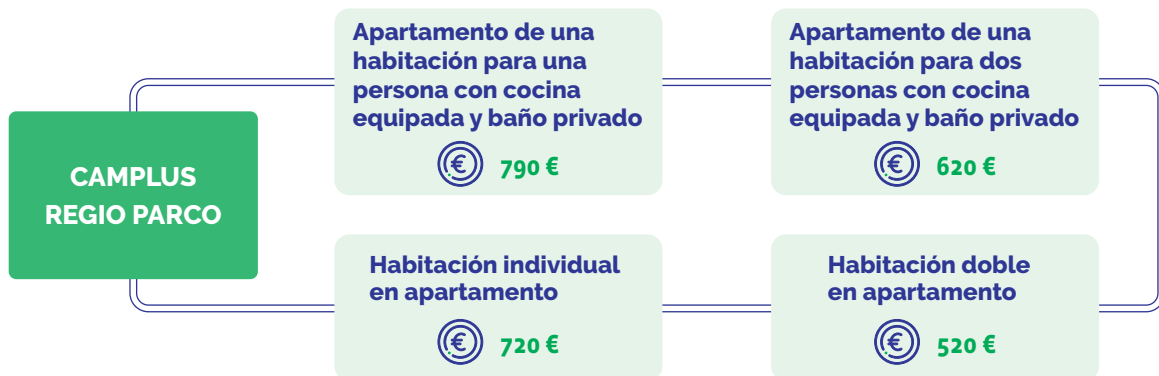 CAMPLUS
REGIO PARCO
Apartamento de una
habitación para una
persona con cocina
equipada y baño privado
€ 790 €
Apartamento de una
habitación para dos
personas con cocina
equipada y baño privado
€ 620 €
Habitación individual
en apartamento
€ 720 €
Habitación doble
en apartamento
€ 520 €